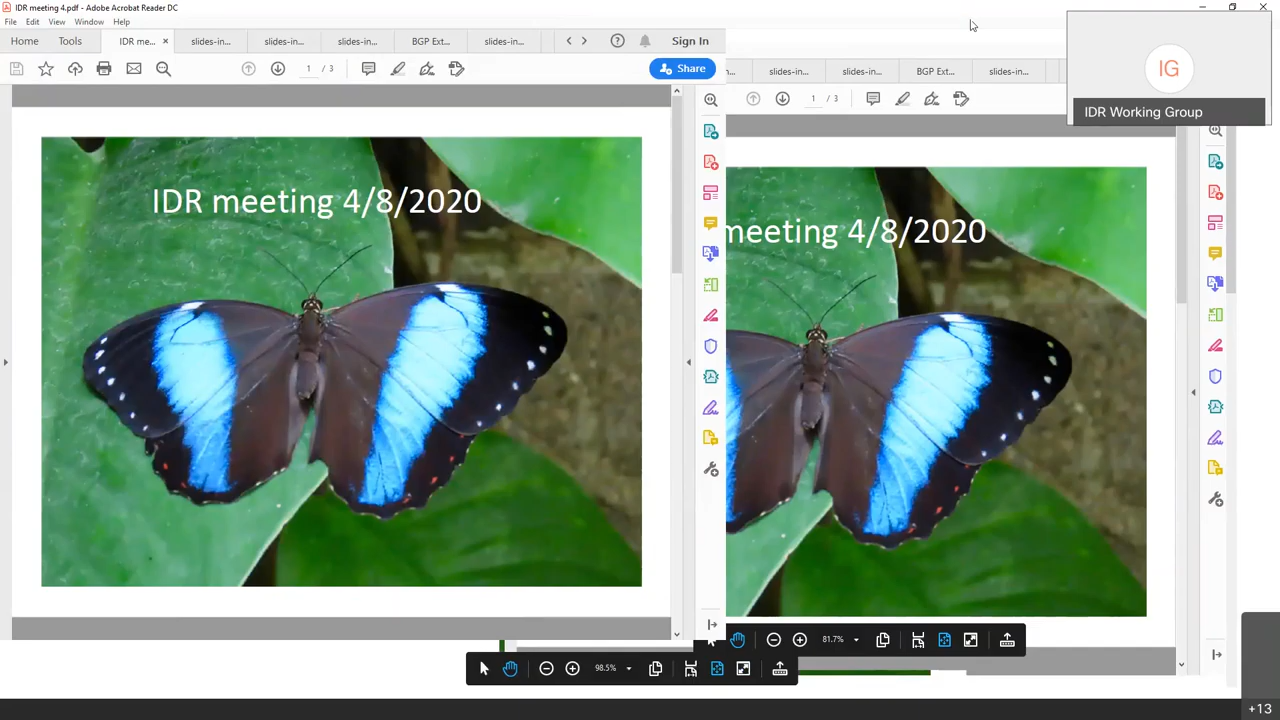 IDR meeting 4.pdf - Adobe Acrobat Reader DC
File Edit View Window Help
Home Tools IDR me... × slides-in... slides-in... slides-in... BGP Ext... slides-in... Sign In
1 / 3 Share
IDR meeting 4/8/2020
98.5%
... slides-in... slides-in... BGP Ext... slides-in...
1 / 3
meeting 4/8/2020
81.7%
IG
IDR Working Group
+13